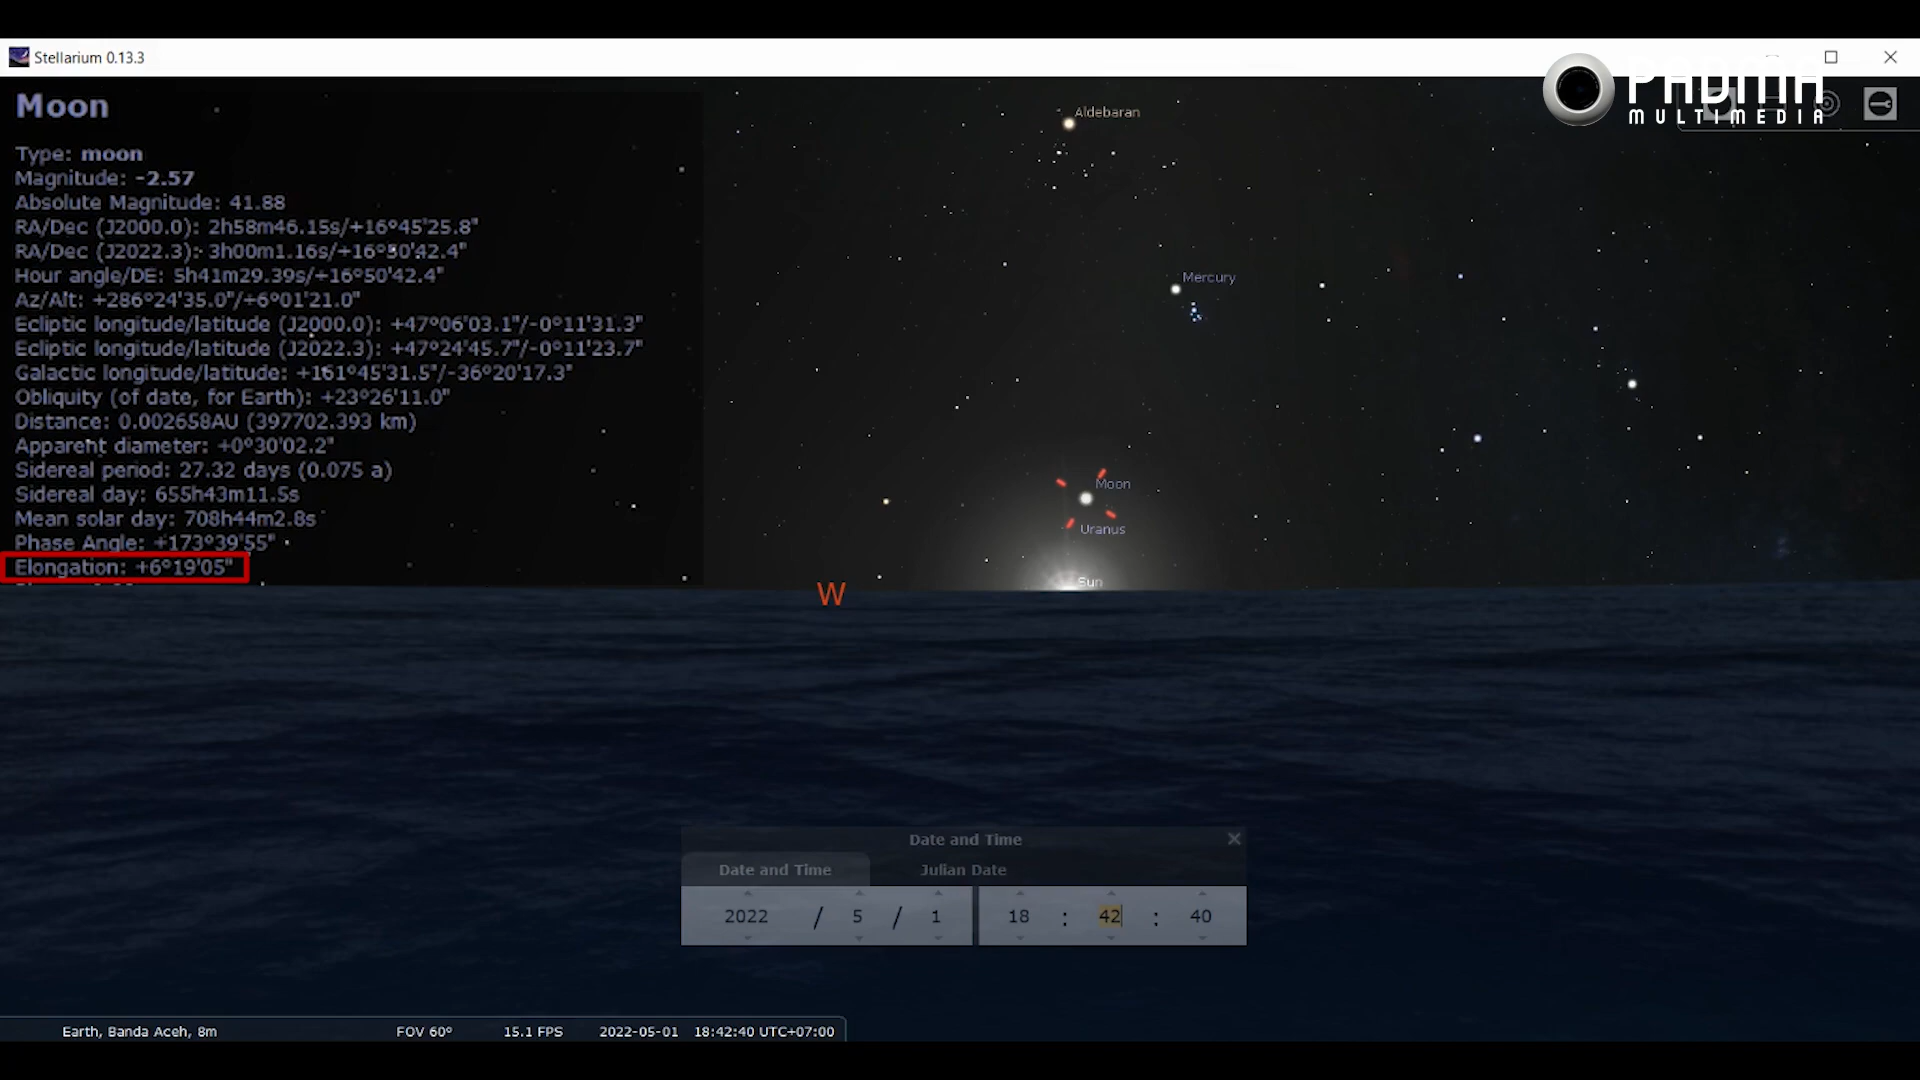 Stellarium 0.13.3
PADMA
MULTIMEDIA
Moon
Type: moon
Magnitude: -2.57
Absolute Magnitude: 41.88
RA/Dec (J2000.0): 2h58m46.15s/+16°45'25.8"
RA/Dec (J2022.3): 3h00m1.16s/+16°50'42.4"
Hour angle/DE: 5h41m29.39s/+16°50'42.4"
Az/Alt: +286°24'35.0"/+6°01'21.0"
Ecliptic longitude/latitude (J2000.0): +47°06'03.1"/-0°11'31.3"
Ecliptic longitude/latitude (J2022.3): +47°24'45.7"/-0°11'23.7"
Galactic longitude/latitude: +161°45'31.5"/-36°20'17.3"
Obliquity (of date, for Earth): +23°26'11.0"
Distance: 0.002658AU (397702.393 km)
Apparent diameter: +0°30'02.2"
Sidereal period: 27.32 days (0.075 a)
Sidereal day: 655h43m11.5s
Mean solar day: 708h44m2.8s
Phase Angle: +173°39'55"
Elongation: +6°19'05"
Aldebaran
Mercury
Moon
Uranus
Sun
W
Date and Time
Date and Time Julian Date
2022 / 5 / 1 18 : 42 : 40
Earth, Banda Aceh, 8m FOV 60° 15.1 FPS 2022-05-01 18:42:40 UTC+07:00